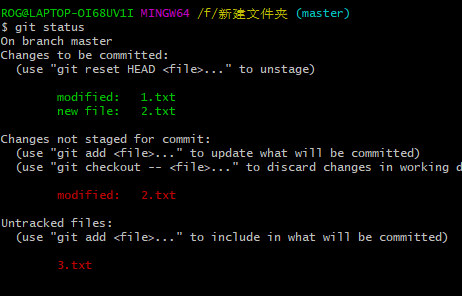 ROG@LAPTOP-OI68UV1I MINGW64 /f/新建文件夹 (master)
$ git status
On branch master
Changes to be committed:
  (use "git reset HEAD <file>..." to unstage)
        modified:   1.txt
        new file:   2.txt
Changes not staged for commit:
  (use "git add <file>..." to update what will be committed)
  (use "git checkout -- <file>..." to discard changes in working d
        modified:   2.txt
Untracked files:
  (use "git add <file>..." to include in what will be committed)
        3.txt